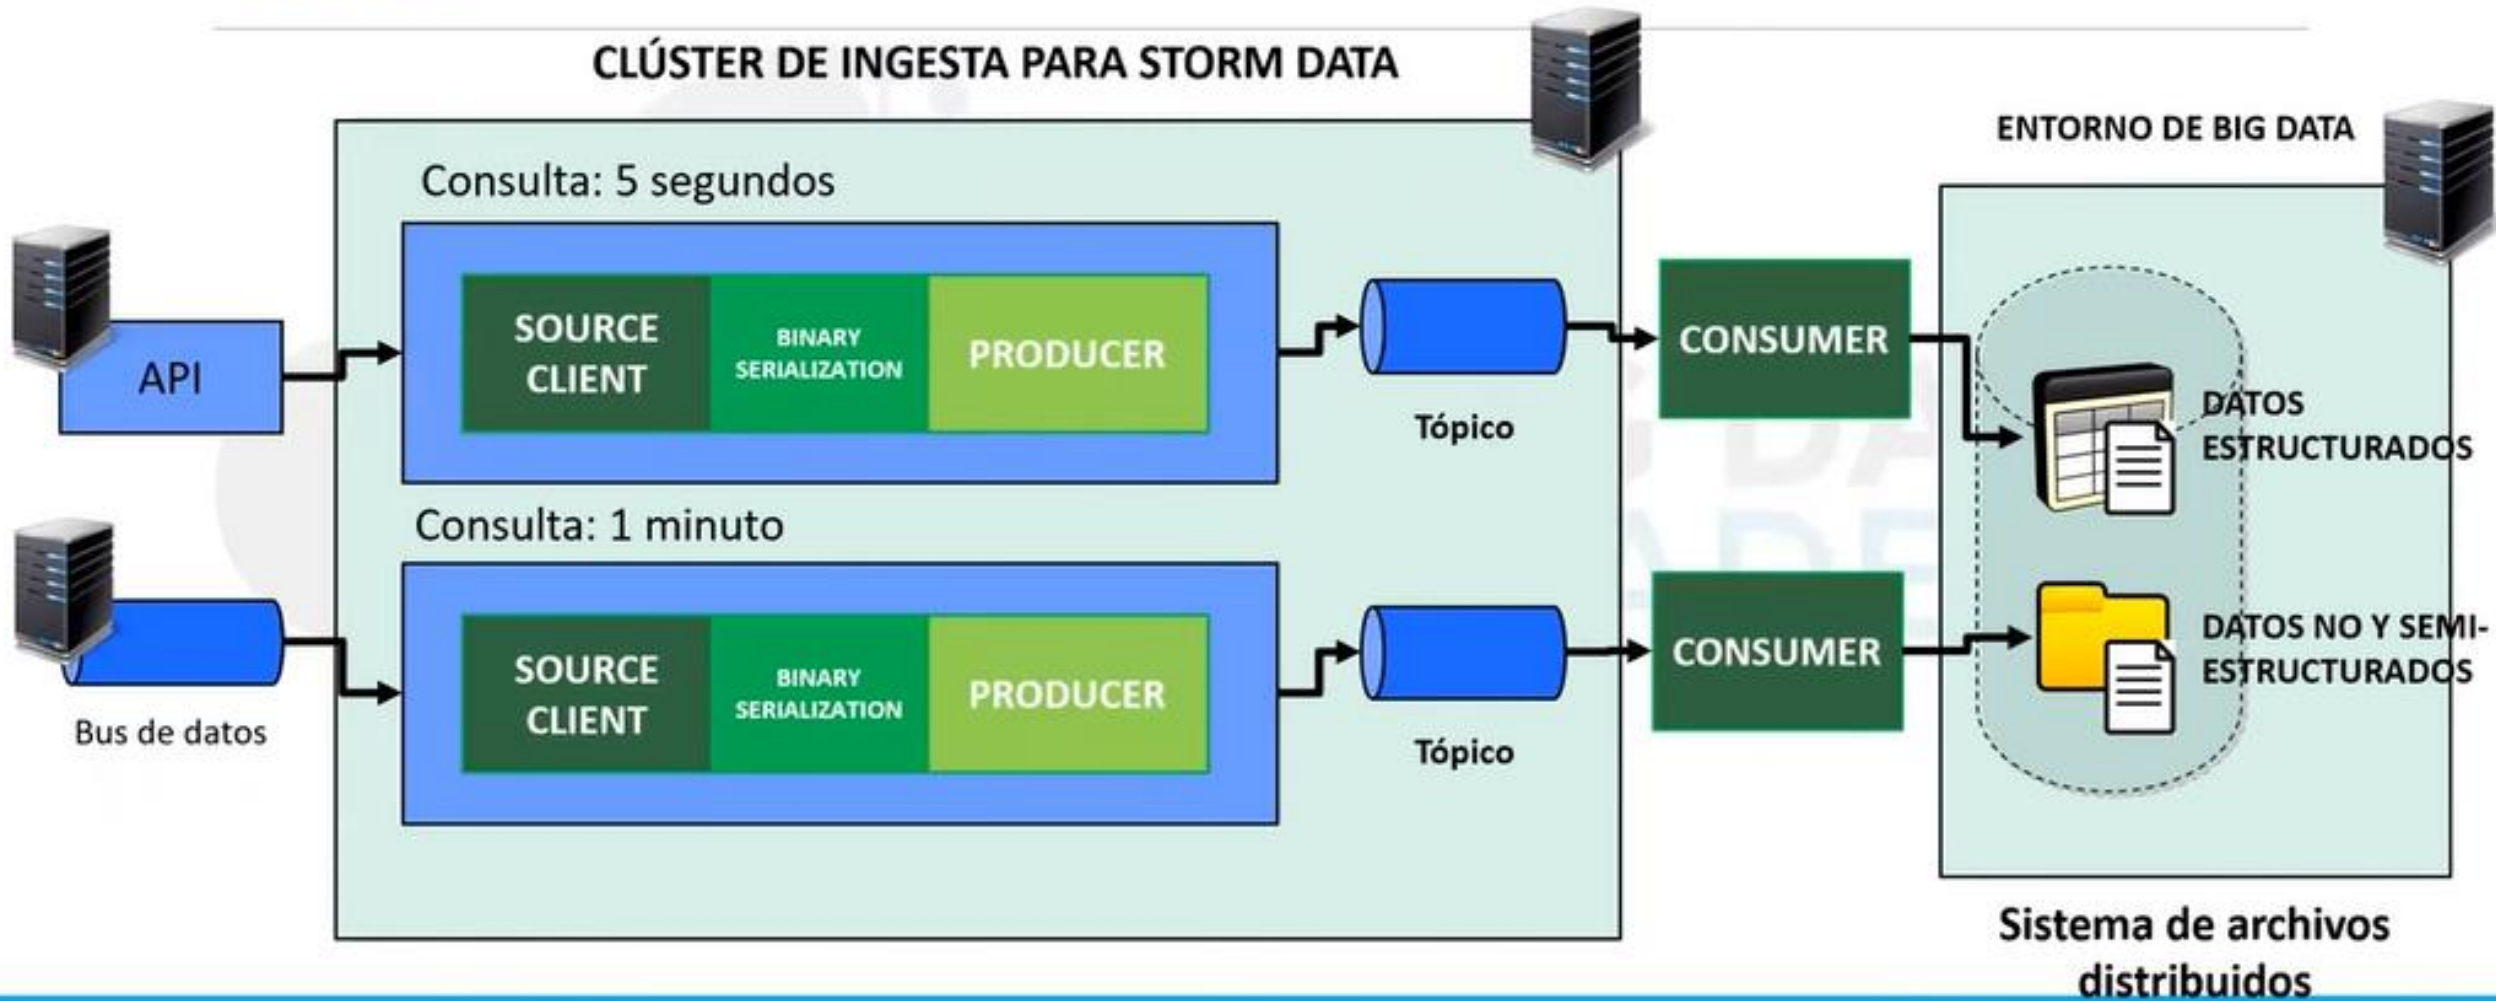 CLÚSTER DE INGESTA PARA STORM DATA
ENTORNO DE BIG DATA
Consulta: 5 segundos
API
SOURCE
CLIENT
BINARY
SERIALIZATION
PRODUCER
Tópico
CONSUMER
DATOS
ESTRUCTURADOS
Consulta: 1 minuto
Bus de datos
SOURCE
CLIENT
BINARY
SERIALIZATION
PRODUCER
Tópico
CONSUMER
DATOS NO Y SEMI-
ESTRUCTURADOS
Sistema de archivos
distribuidos